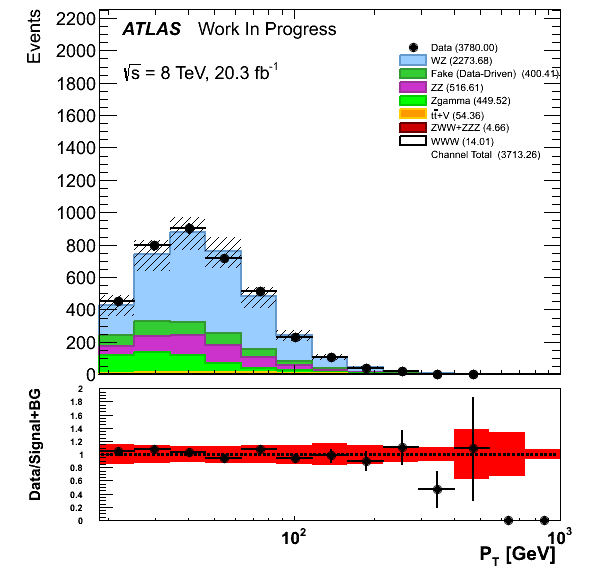 Events
ATLAS Work In Progress
√s = 8 TeV, 20.3 fb-1
Data (3780.00)
WZ (2273.68)
Fake (Data-Driven) (400.41)
ZZ (516.61)
Zgamma (449.52)
tt̄+V (54.36)
ZWW+ZZZ (4.66)
WWW (14.01)
Channel Total (3713.26)
2200
2000
1800
1600
1400
1200
1000
800
600
400
200
0
Data/Signal+BG
2
1.8
1.6
1.4
1.2
1
0.8
0.6
0.4
0.2
0
10²
10³
P_T [GeV]